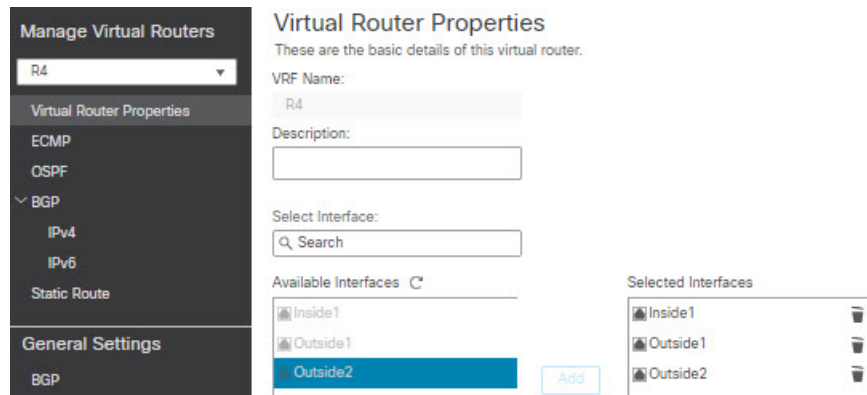 Manage Virtual Routers
R4
Virtual Router Properties
ECMP
OSPF
BGP
IPv4
IPv6
Static Route
General Settings
BGP
Virtual Router Properties
These are the basic details of this virtual router.
VRF Name:
R4
Description:
Select Interface:
Search
Available Interfaces
Inside1
Outside1
Outside2
Add
Selected Interfaces
Inside1
Outside1
Outside2